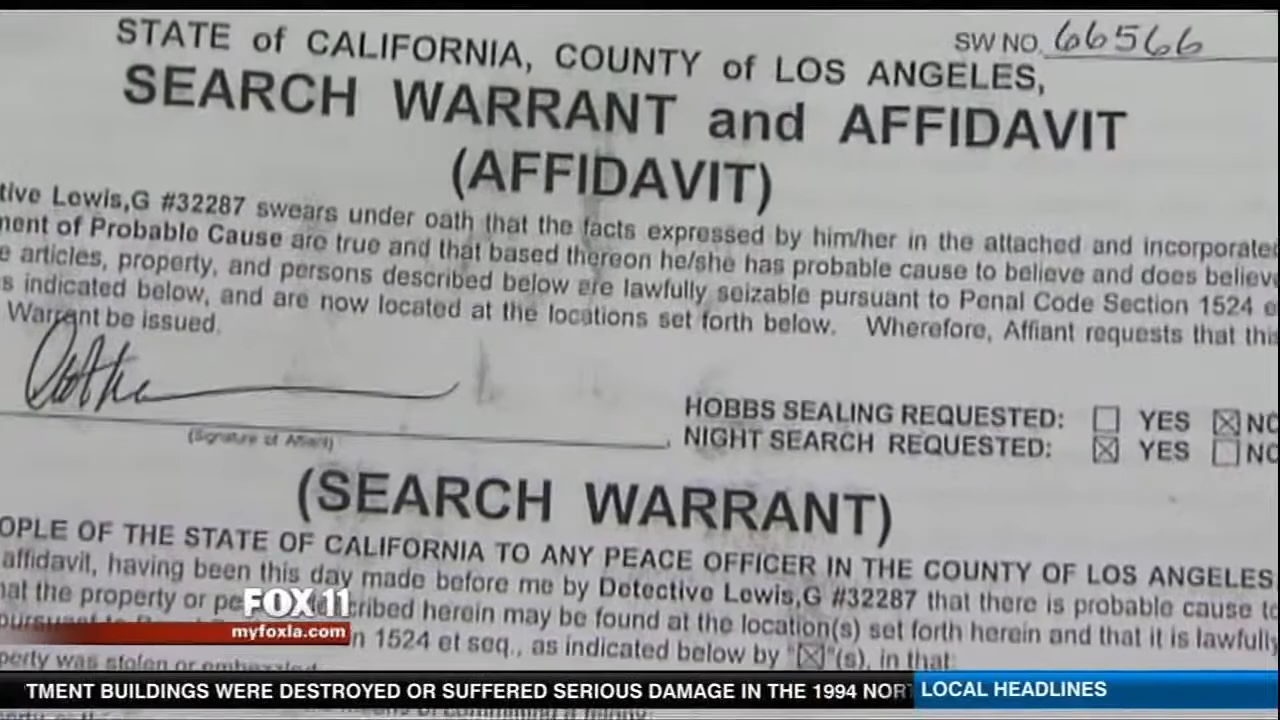 SW NO. 66566
STATE of CALIFORNIA, COUNTY of LOS ANGELES,
SEARCH WARRANT and AFFIDAVIT
(AFFIDAVIT)
tive Lewis,G #32287 swears under oath that the facts expressed by him/her in the attached and incorporated
ment of Probable Cause are true and that based thereon he/she has probable cause to believe and does believe
e articles, property, and persons described below are lawfully seizable pursuant to Penal Code Section 1524 e
s indicated below, and are now located at the locations set forth below. Wherefore, Affiant requests that this
Warrant be issued.
HOBBS SEALING REQUESTED: ☐ YES ☒ NO
(Signature of Affiant)
NIGHT SEARCH REQUESTED: ☒ YES ☐ NO
(SEARCH WARRANT)
OPLE OF THE STATE OF CALIFORNIA TO ANY PEACE OFFICER IN THE COUNTY OF LOS ANGELES
affidavit, having been this day made before me by Detective Lewis,G #32287 that there is probable cause to
hat the property or pe cribed herein may be found at the location(s) set forth herein and that it is lawfully
FOX 11
myfoxla.com
n 1524 et seq., as indicated below by "☒"(s), in that:
perty was stolen or embezzled
TMENT BUILDINGS WERE DESTROYED OR SUFFERED SERIOUS DAMAGE IN THE 1994 NOR
LOCAL HEADLINES